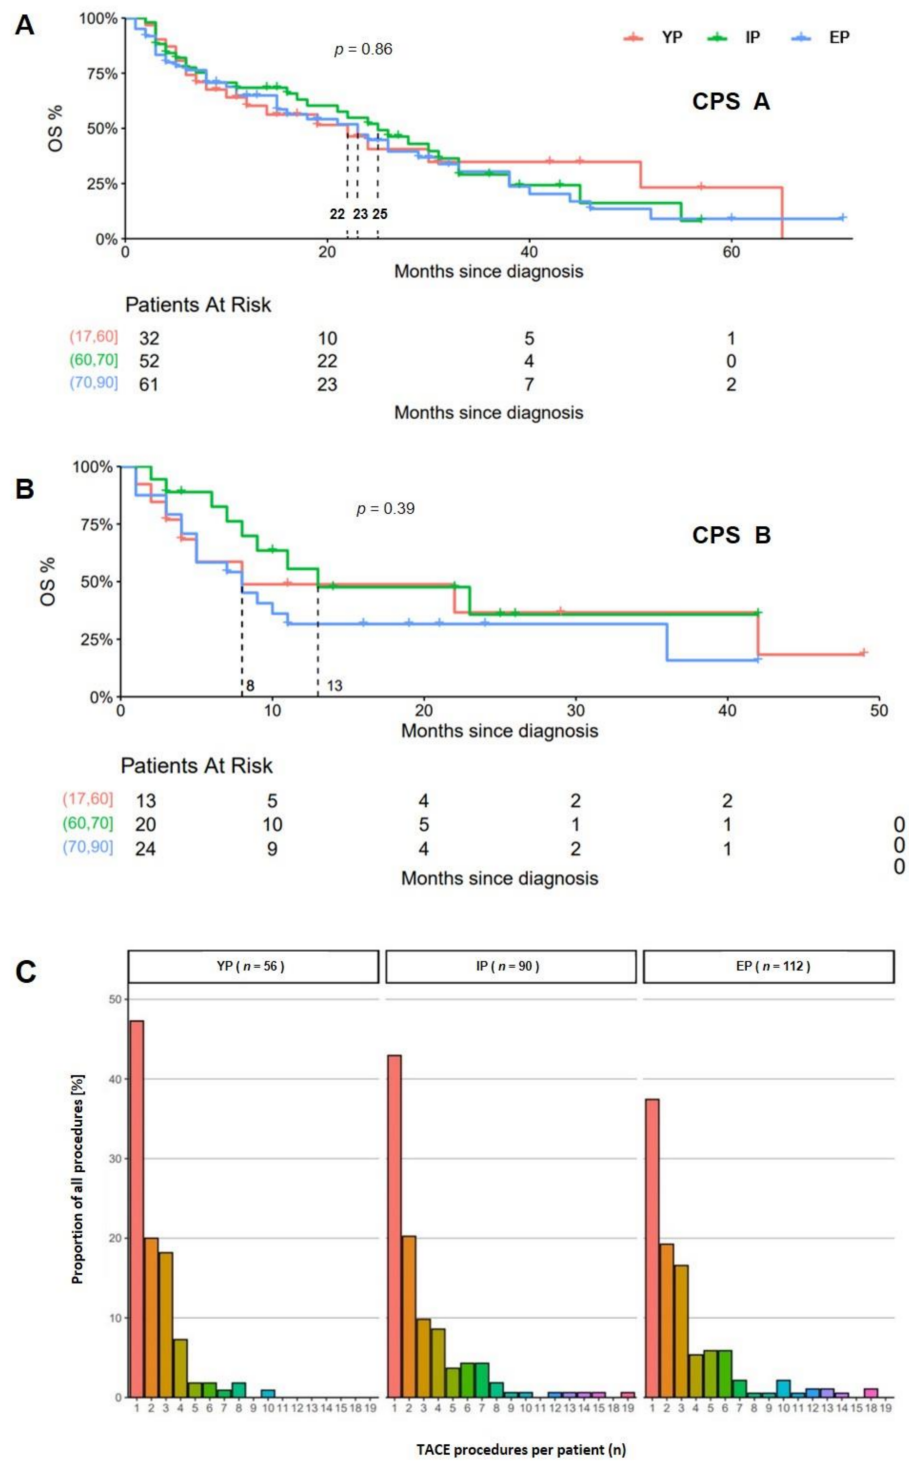 A
100%
75%
50%
25%
0%
OS %
p = 0.86
YP IP EP
CPS A
22 23 25
0 20 40 60
Months since diagnosis
Patients At Risk
(17,60] 32 10 5 1
(60,70] 52 22 4 0
(70,90] 61 23 7 2
Months since diagnosis
B
100%
75%
50%
25%
0%
OS %
p = 0.39
CPS B
8 13
0 10 20 30 40 50
Months since diagnosis
Patients At Risk
(17,60] 13 5 4 2 2
(60,70] 20 10 5 1 1 0
(70,90] 24 9 4 2 1 0
0
Months since diagnosis
C
YP ( n = 56 ) IP ( n = 90 ) EP ( n = 112 )
50
40
30
20
10
0
Proportion of all procedures [%]
1 2 3 4 5 6 7 8 9 10 11 12 13 14 15 18 19 1 2 3 4 5 6 7 8 9 10 11 12 13 14 15 18 19 1 2 3 4 5 6 7 8 9 10 11 12 13 14 15 18 19
TACE procedures per patient (n)